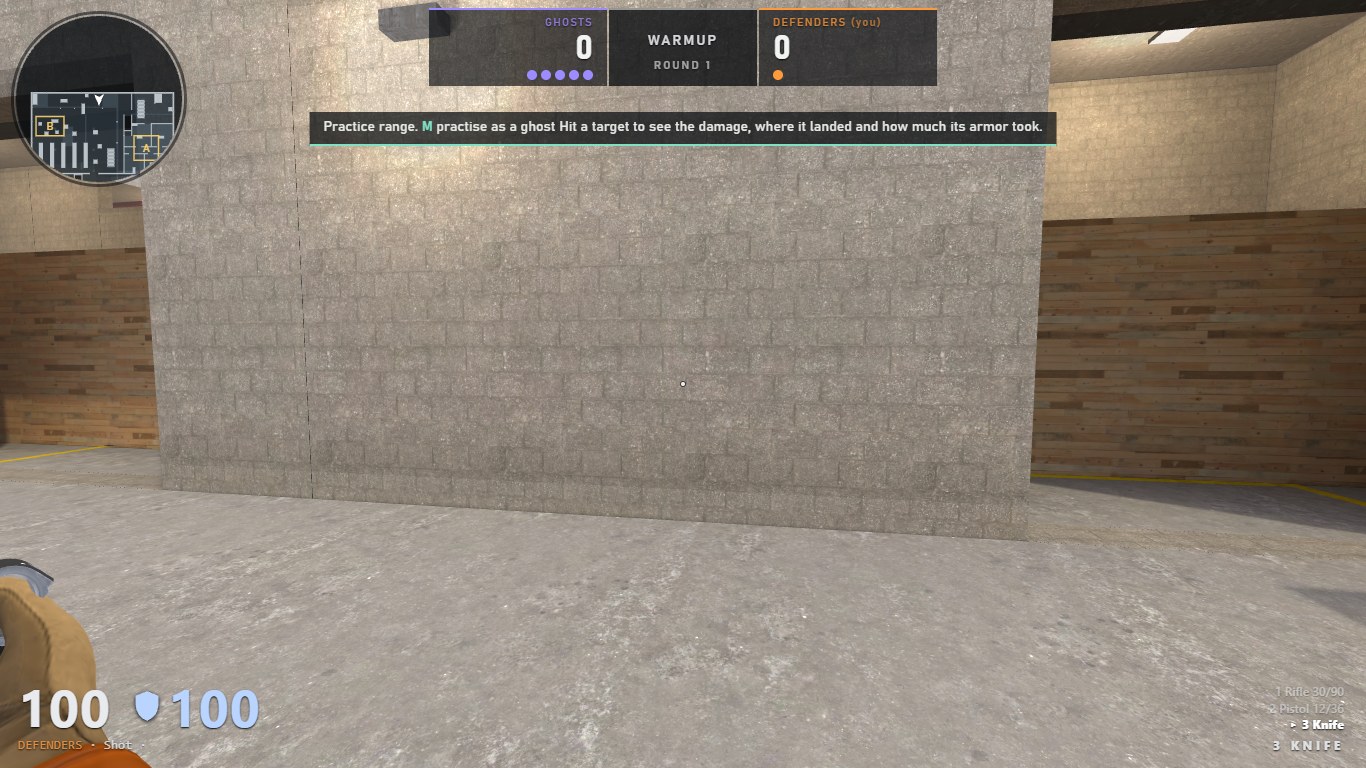 GHOSTS
0
WARMUP
ROUND 1
DEFENDERS (you)
0
B
A
Practice range. M practise as a ghost Hit a target to see the damage, where it landed and how much its armor took.
100 100
DEFENDERS · Shot ·
1 Rifle 30/90
2 Pistol 12/36
▸ 3 Knife
3 KNIFE